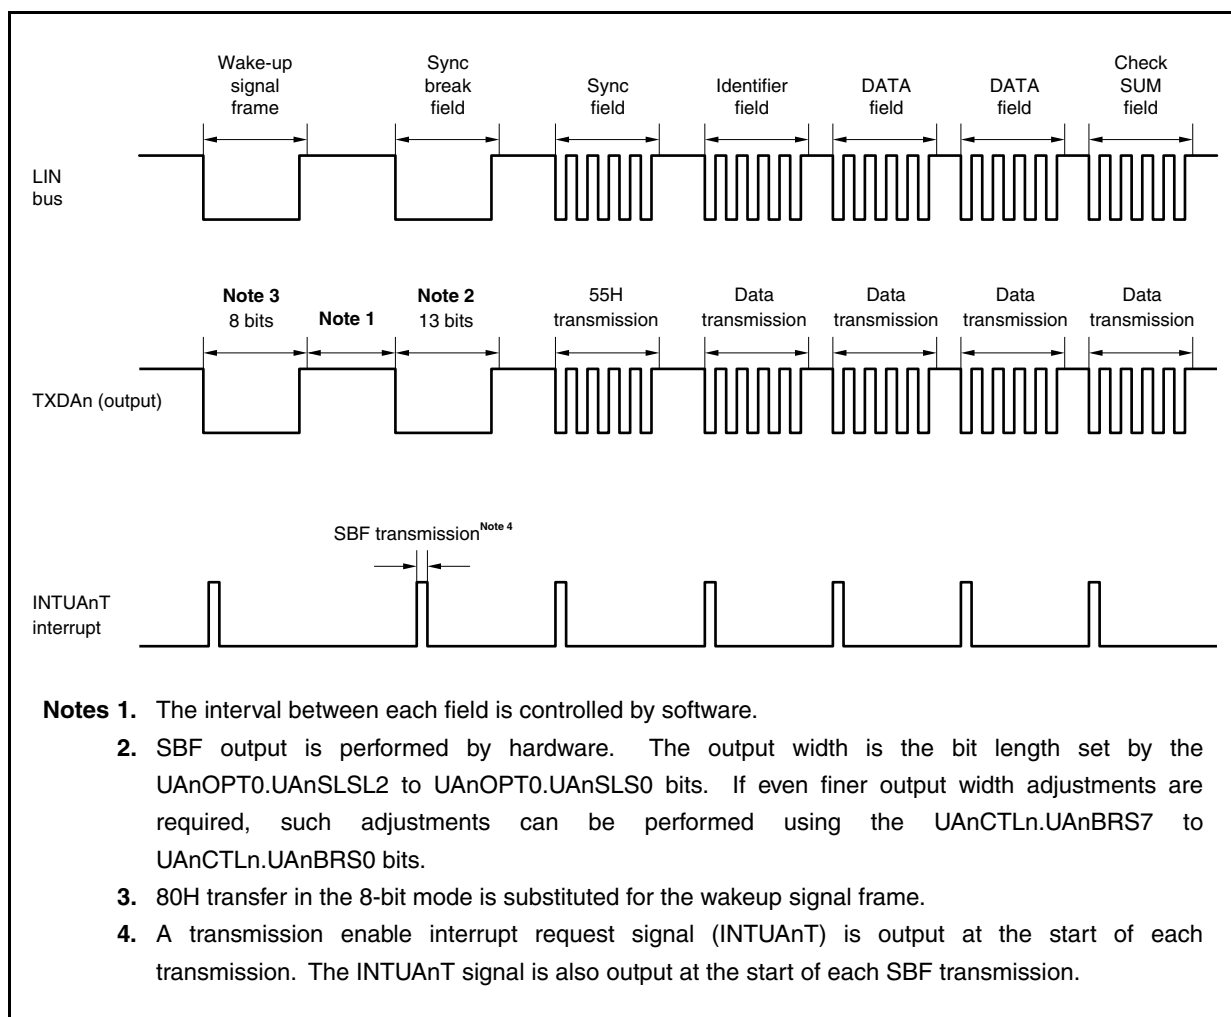 Wake-up
signal
frame
Sync
break
field
Sync
field
Identifier
field
DATA
field
DATA
field
Check
SUM
field
LIN
bus
Note 3
8 bits
Note 1
Note 2
13 bits
55H
transmission
Data
transmission
Data
transmission
Data
transmission
Data
transmission
TXDAn (output)
SBF transmission Note 4
INTUAnT
interrupt
Notes 1. The interval between each field is controlled by software.
2. SBF output is performed by hardware. The output width is the bit length set by the
UAnOPT0.UAnSLSL2 to UAnOPT0.UAnSLS0 bits. If even finer output width adjustments are
required, such adjustments can be performed using the UAnCTLn.UAnBRS7 to
UAnCTLn.UAnBRS0 bits.
3. 80H transfer in the 8-bit mode is substituted for the wakeup signal frame.
4. A transmission enable interrupt request signal (INTUAnT) is output at the start of each
transmission. The INTUAnT signal is also output at the start of each SBF transmission.